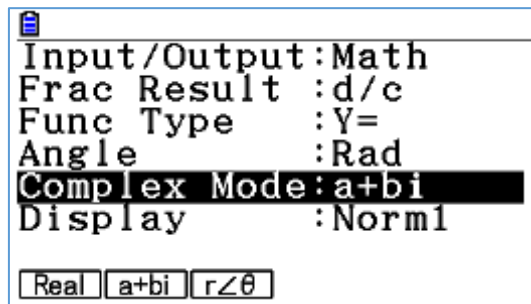 Input/Output:Math
Frac Result :d/c
Func Type :Y=
Angle :Rad
Complex Mode:a+bi
Display :Norm1
Real a+bi r∠θ